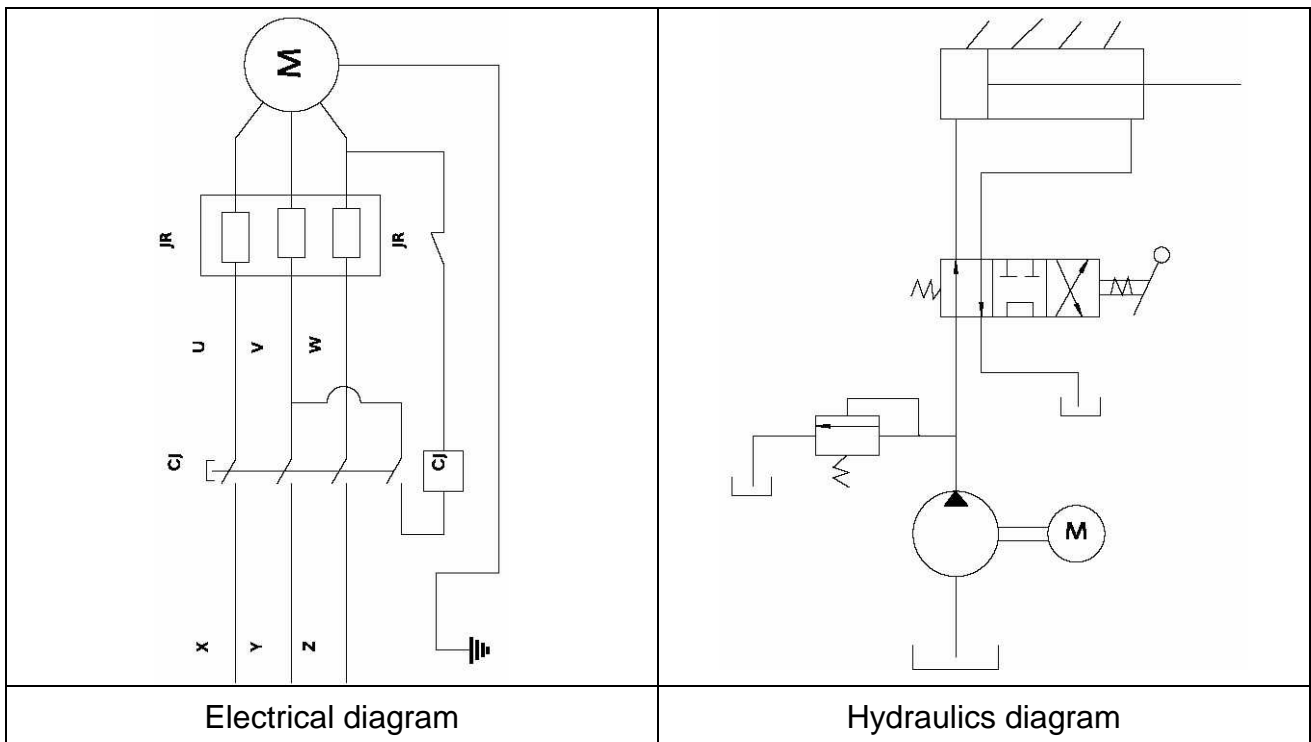 M
JR JR
U V W
CJ CJ
X Y Z
M
Electrical diagram
Hydraulics diagram